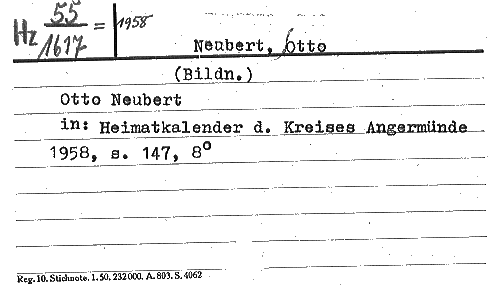 Hz 55/1617 = 1958
Neubert, Otto
(Bildn.)
Otto Neubert
in: Heimatkalender d. Kreises Angermünde
1958, s. 147, 8°
Reg. 10. Stichnote. 1. 50. 232000. A. 803. S. 4062